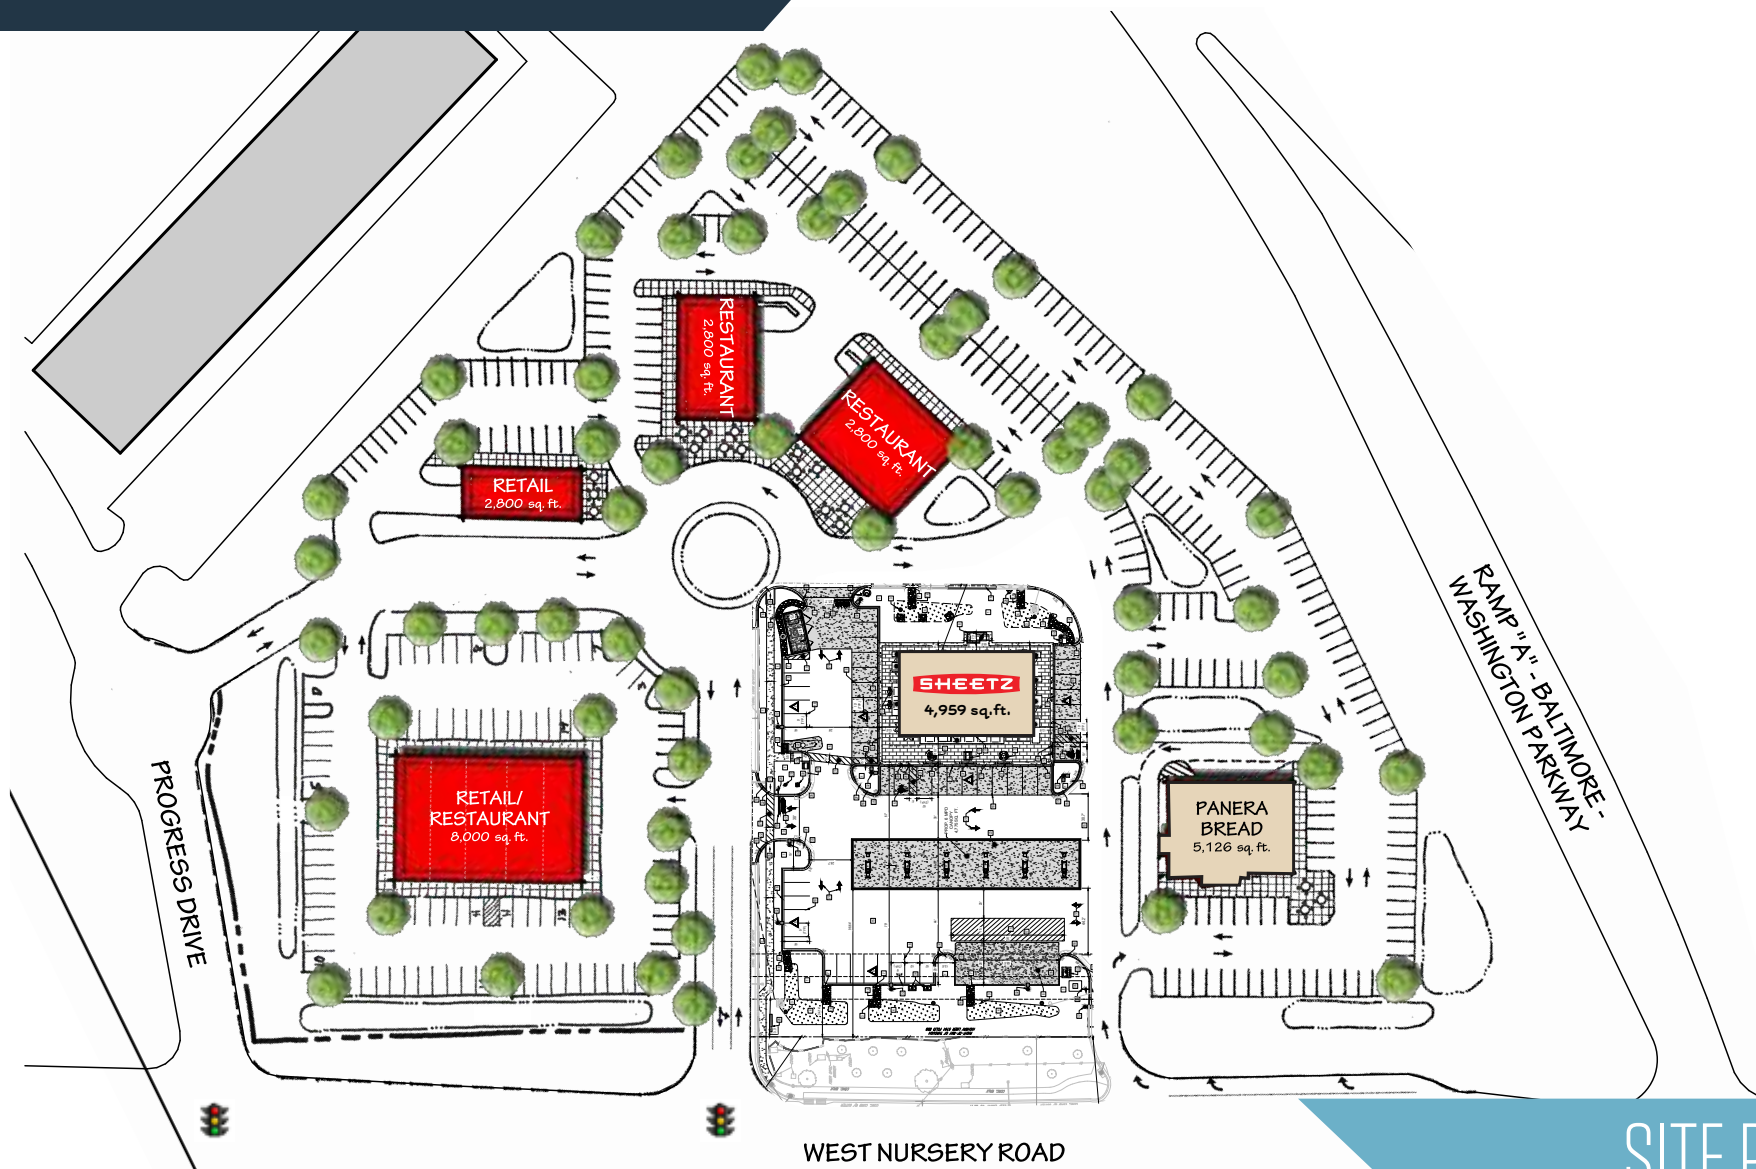 RESTAURANT
2,800 sq. ft.
RESTAURANT
2,800 sq. ft.
RETAIL
2,800 sq. ft.
SHEETZ
4,959 sq.ft.
RETAIL/
RESTAURANT
8,000 sq. ft.
PANERA
BREAD
5,126 sq. ft.
RAMP "A" - BALTIMORE -
WASHINGTON PARKWAY
PROGRESS DRIVE
WEST NURSERY ROAD
SITE